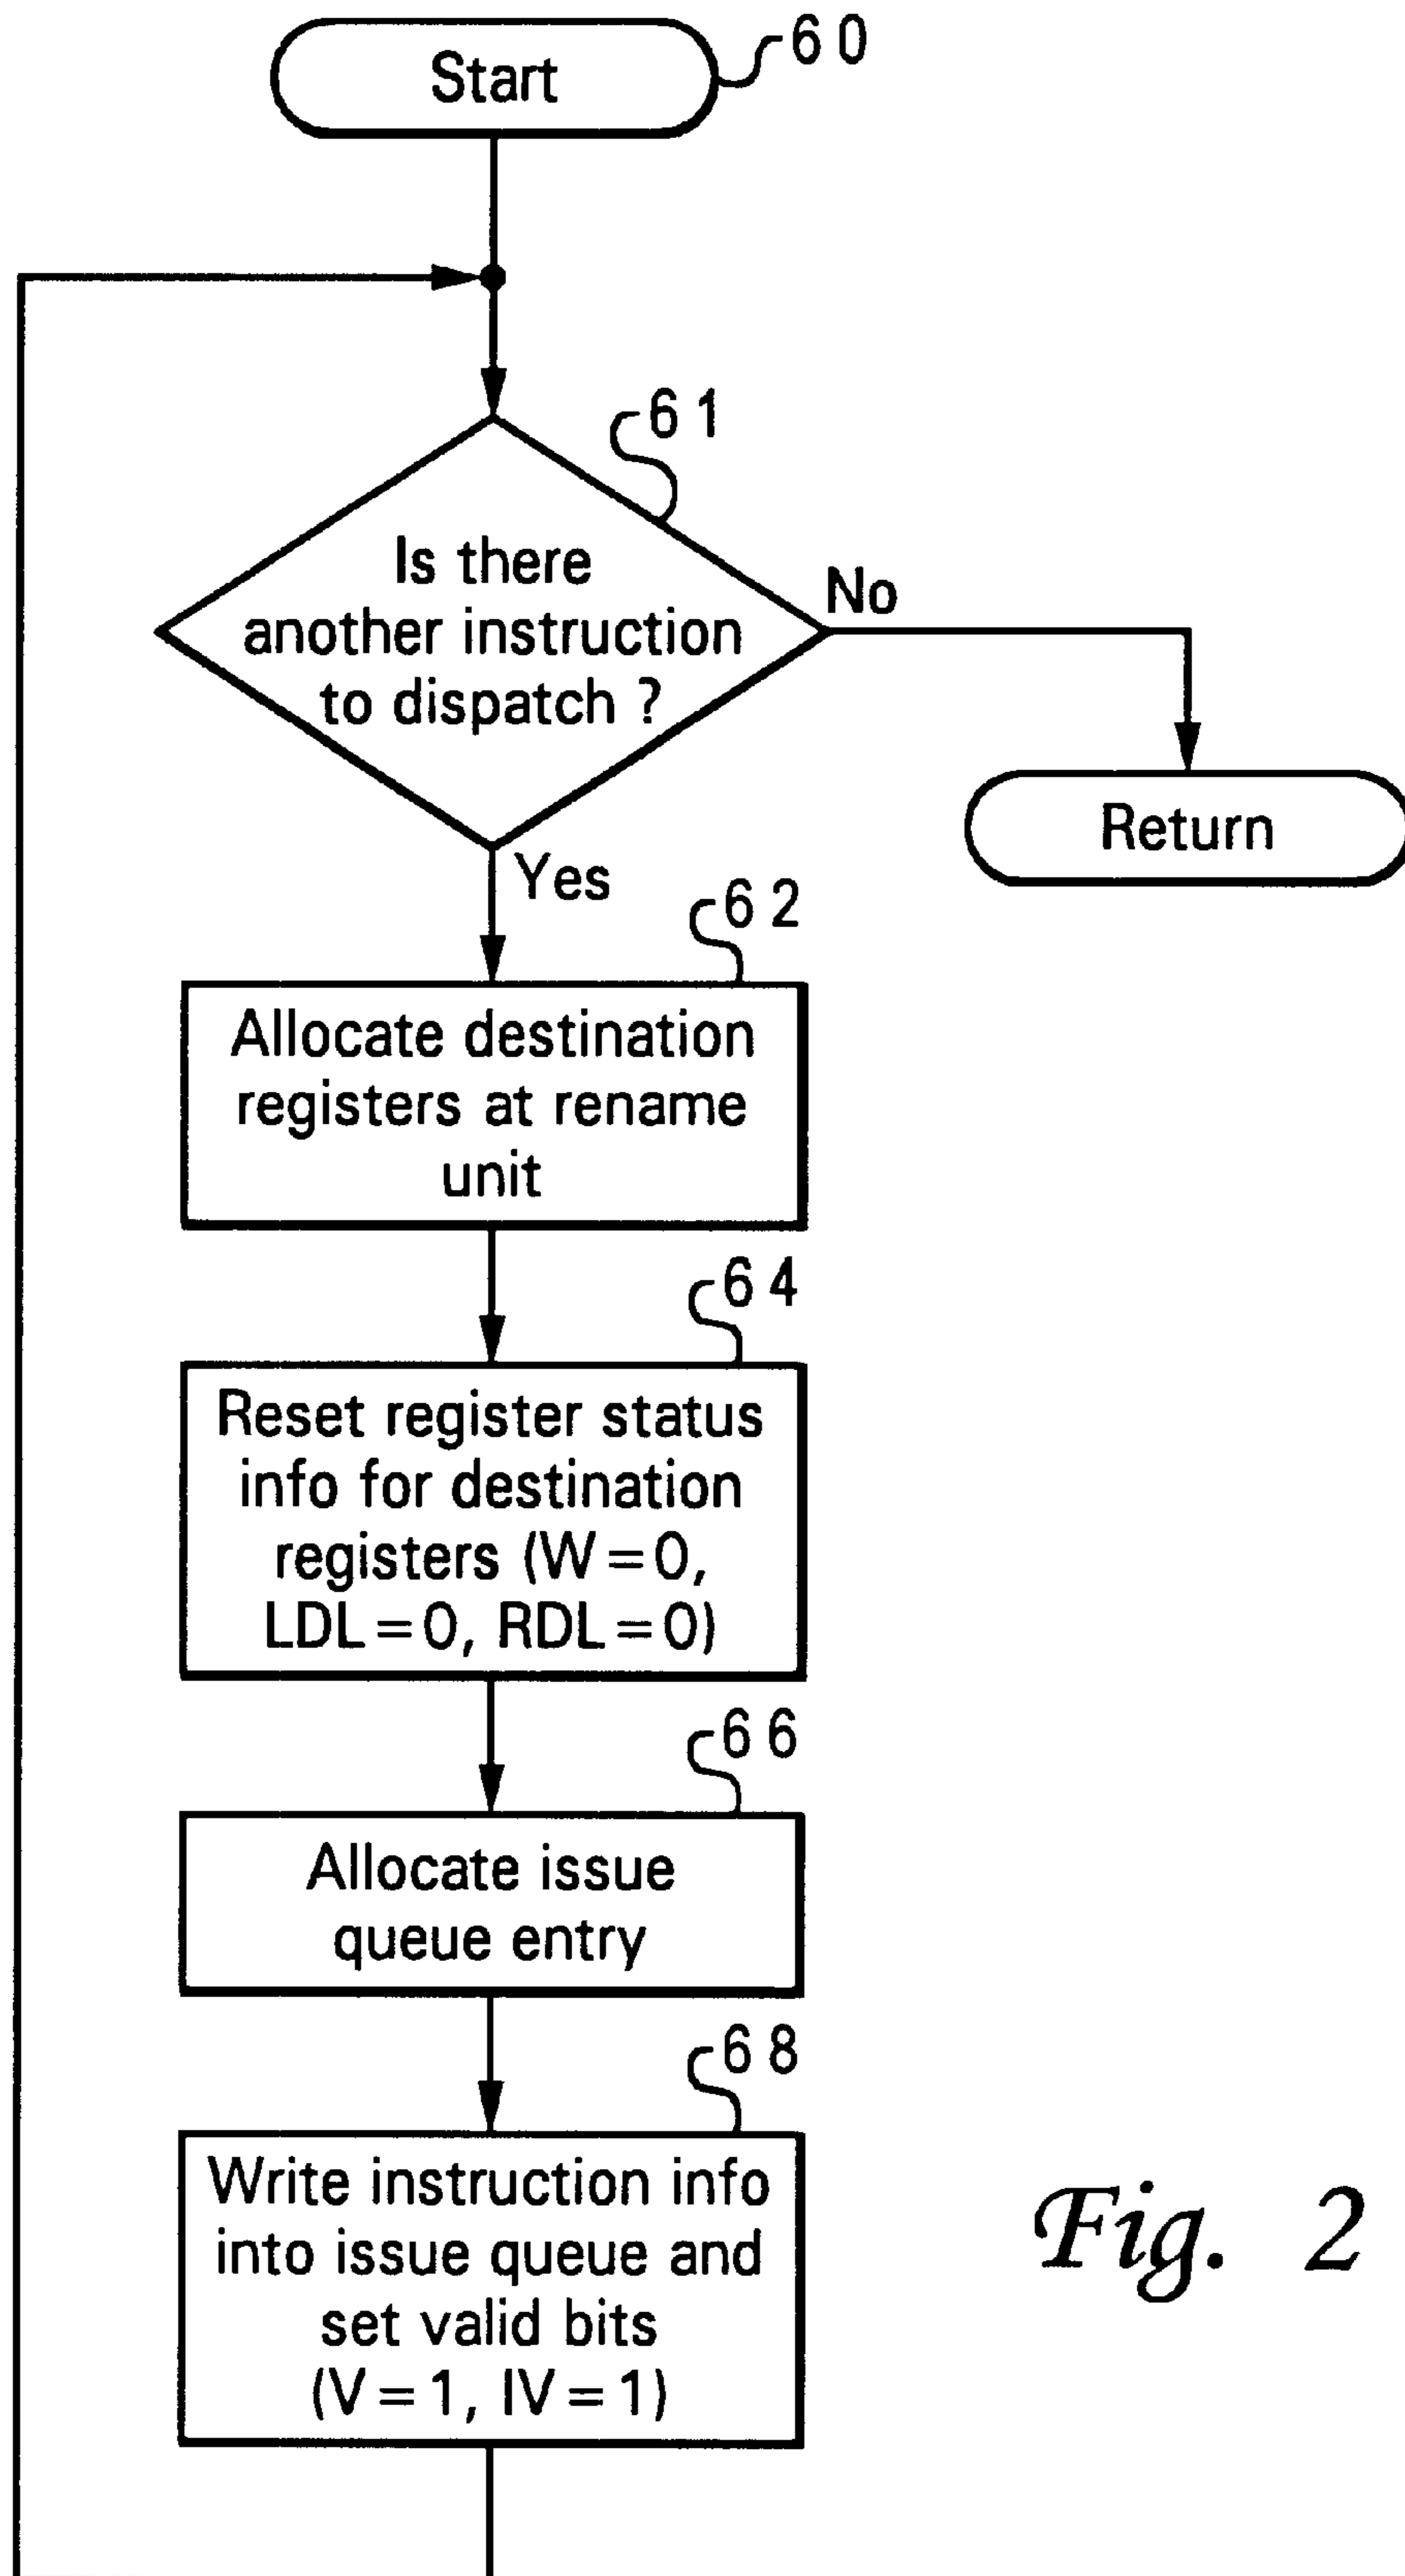 Start
60
61
Is there
another instruction
to dispatch ?
No
Return
Yes
62
Allocate destination
registers at rename
unit
64
Reset register status
info for destination
registers (W=0,
LDL=0, RDL=0)
66
Allocate issue
queue entry
68
Write instruction info
into issue queue and
set valid bits
(V=1, IV=1)
Fig. 2